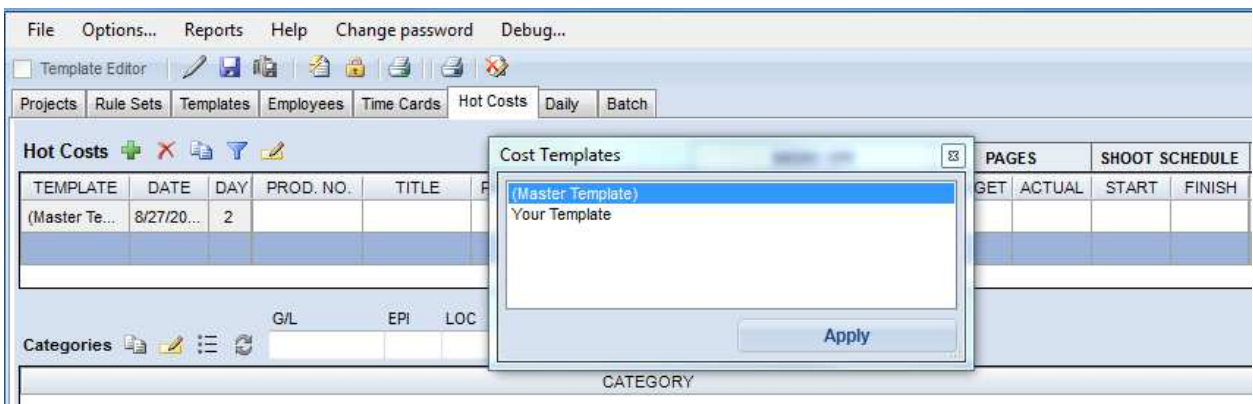 File Options... Reports Help Change password Debug...
Template Editor
Projects Rule Sets Templates Employees Time Cards Hot Costs Daily Batch
Hot Costs
Cost Templates
PAGES SHOOT SCHEDULE
TEMPLATE DATE DAY PROD. NO. TITLE P
GET ACTUAL START FINISH
(Master Te... 8/27/20... 2
(Master Template)
Your Template
Apply
G/L EPI LOC
Categories
CATEGORY